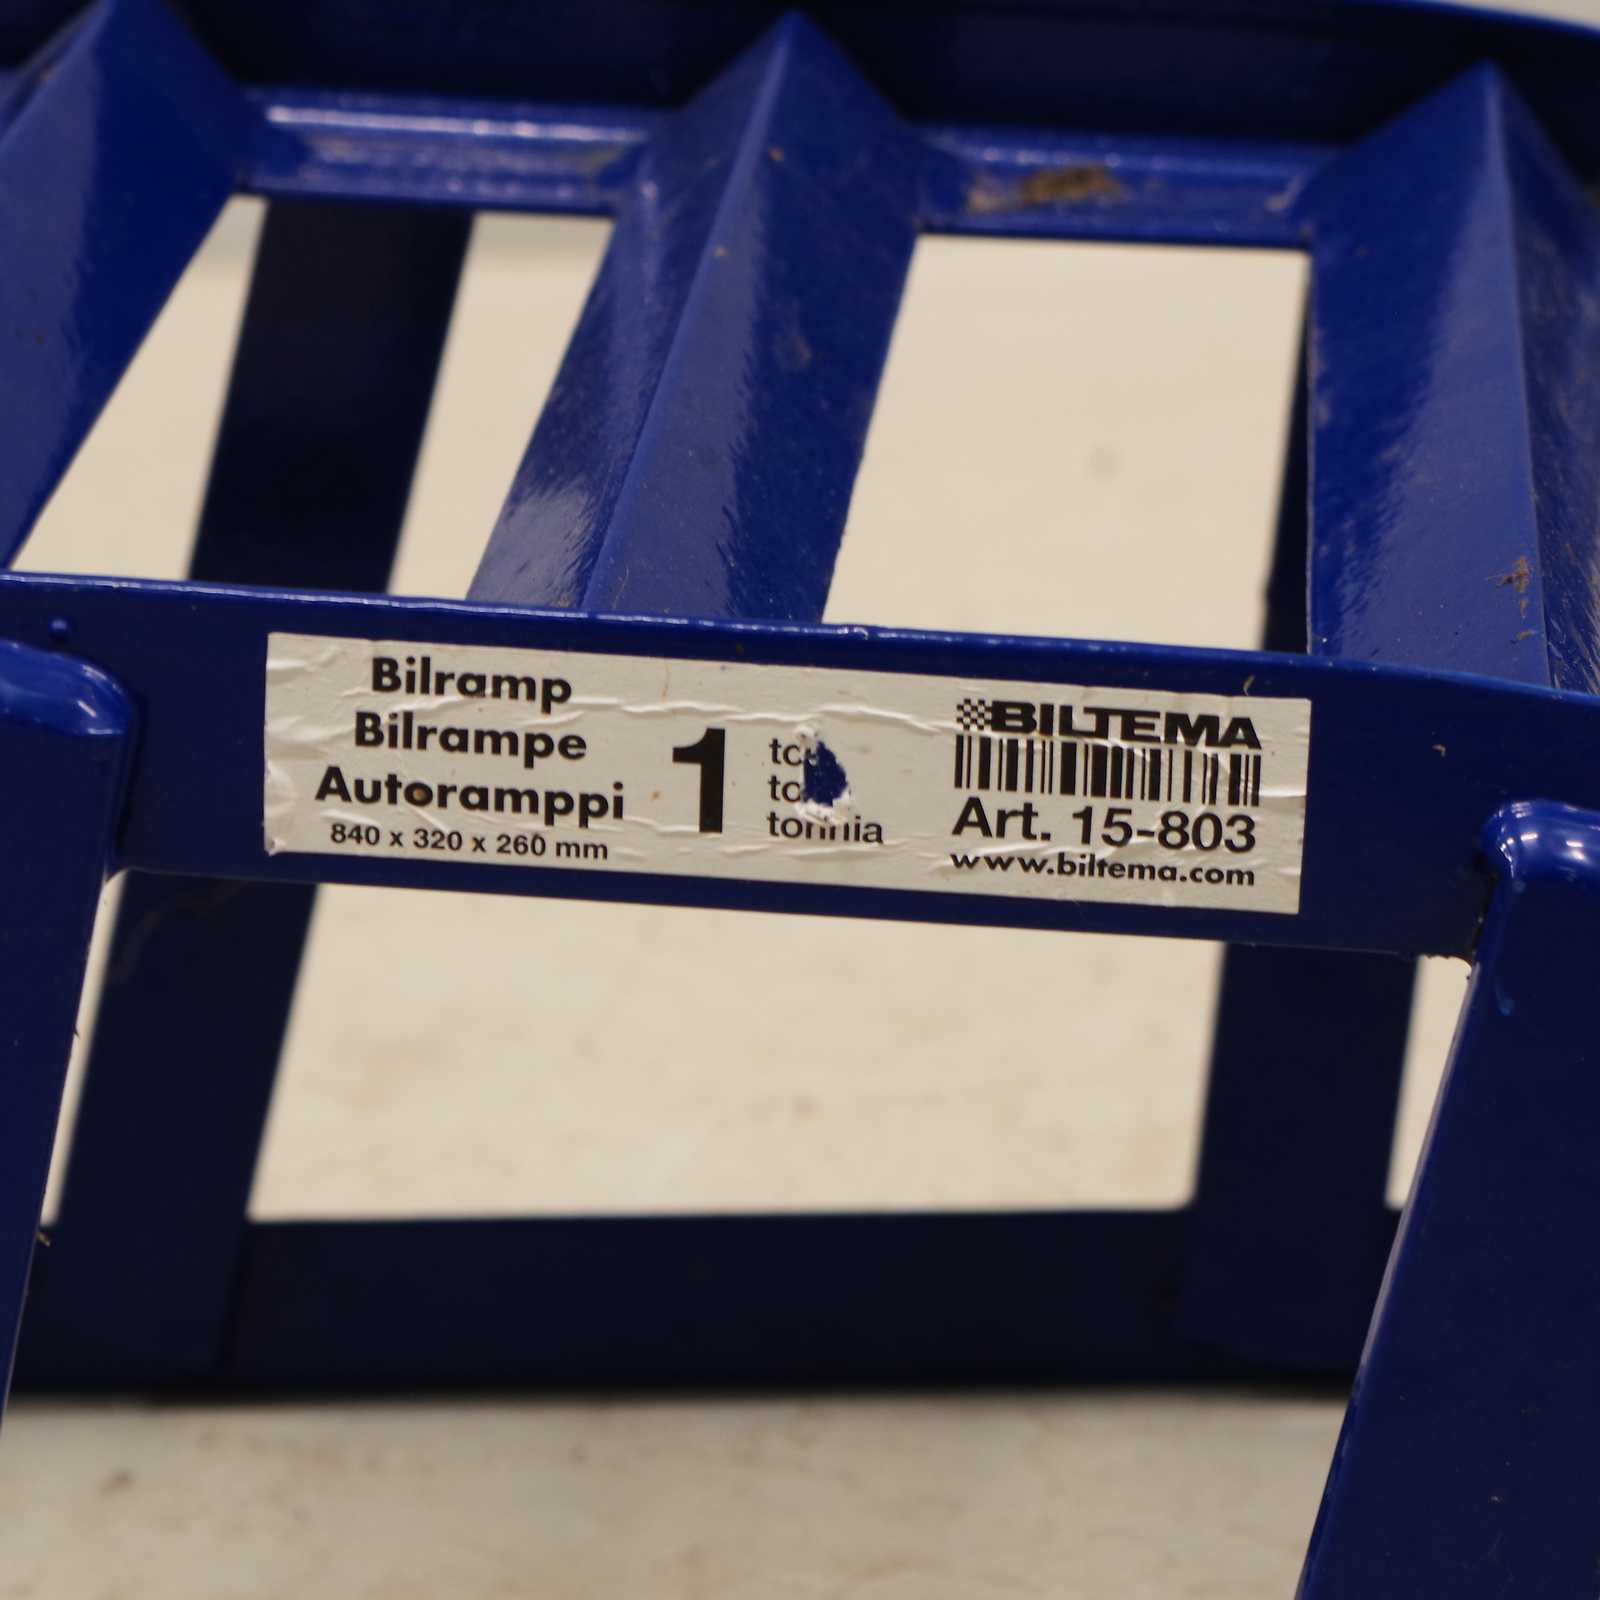 Bilramp
Bilrampe
Autoramppi
840 x 320 x 260 mm
1
tonnia
BILTEMA
Art. 15-803
www.biltema.com